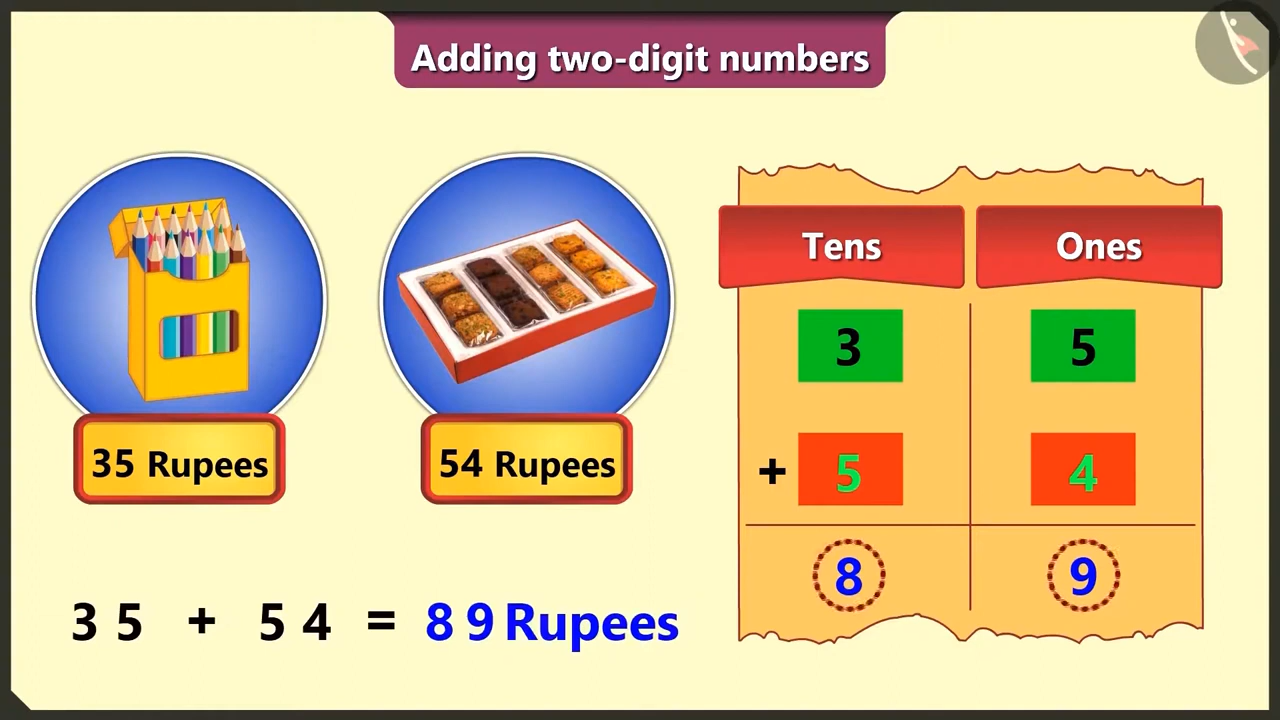 Adding two-digit numbers
35 Rupees
54 Rupees
3 5 + 5 4 = 8 9 Rupees
Tens Ones
3 5
+ 5 4
8 9